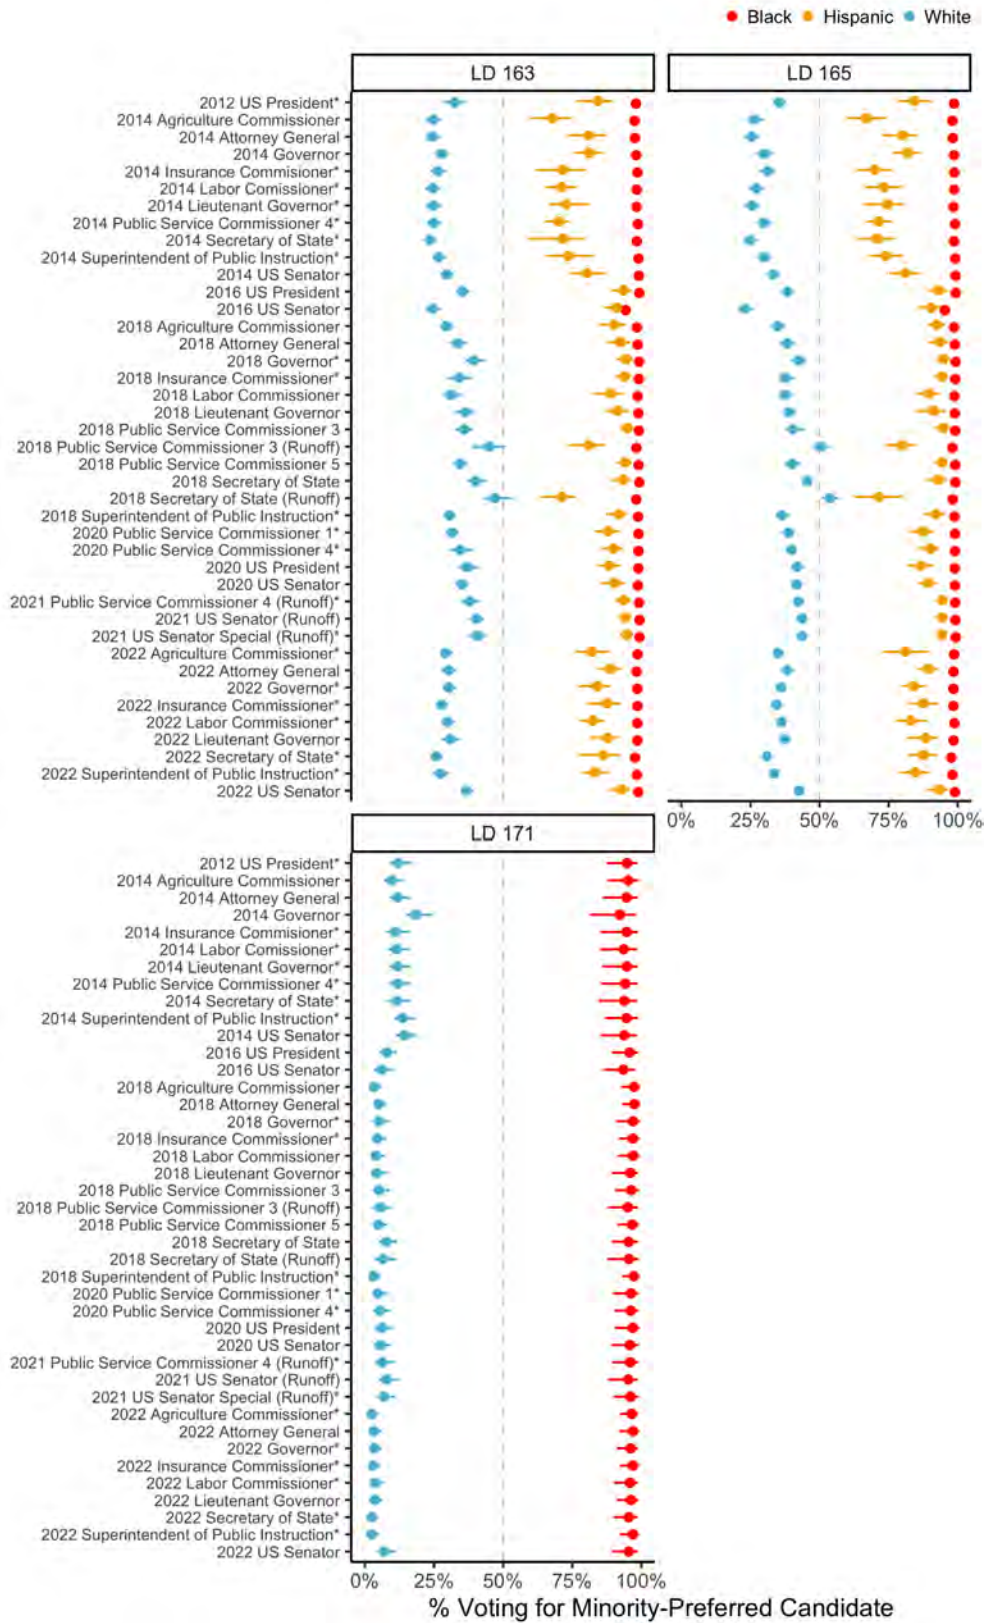 Black Hispanic White
LD 163 LD 165
2012 US President*
2014 Agriculture Commissioner
2014 Attorney General
2014 Governor
2014 Insurance Commisioner*
2014 Labor Comissioner*
2014 Lieutenant Governor*
2014 Public Service Commissioner 4*
2014 Secretary of State*
2014 Superintendent of Public Instruction*
2014 US Senator
2016 US President
2016 US Senator
2018 Agriculture Commissioner
2018 Attorney General
2018 Governor*
2018 Insurance Commissioner*
2018 Labor Commissioner
2018 Lieutenant Governor
2018 Public Service Commissioner 3
2018 Public Service Commissioner 3 (Runoff)
2018 Public Service Commissioner 5
2018 Secretary of State
2018 Secretary of State (Runoff)
2018 Superintendent of Public Instruction*
2020 Public Service Commissioner 1*
2020 Public Service Commissioner 4*
2020 US President
2020 US Senator
2021 Public Service Commissioner 4 (Runoff)*
2021 US Senator (Runoff)
2021 US Senator Special (Runoff)*
2022 Agriculture Commissioner*
2022 Attorney General
2022 Governor*
2022 Insurance Commissioner*
2022 Labor Commissioner*
2022 Lieutenant Governor
2022 Secretary of State*
2022 Superintendent of Public Instruction*
2022 US Senator
0% 25% 50% 75% 100%
LD 171
2012 US President*
2014 Agriculture Commissioner
2014 Attorney General
2014 Governor
2014 Insurance Commisioner*
2014 Labor Comissioner*
2014 Lieutenant Governor*
2014 Public Service Commissioner 4*
2014 Secretary of State*
2014 Superintendent of Public Instruction*
2014 US Senator
2016 US President
2016 US Senator
2018 Agriculture Commissioner
2018 Attorney General
2018 Governor*
2018 Insurance Commissioner*
2018 Labor Commissioner
2018 Lieutenant Governor
2018 Public Service Commissioner 3
2018 Public Service Commissioner 3 (Runoff)
2018 Public Service Commissioner 5
2018 Secretary of State
2018 Secretary of State (Runoff)
2018 Superintendent of Public Instruction*
2020 Public Service Commissioner 1*
2020 Public Service Commissioner 4*
2020 US President
2020 US Senator
2021 Public Service Commissioner 4 (Runoff)*
2021 US Senator (Runoff)
2021 US Senator Special (Runoff)*
2022 Agriculture Commissioner*
2022 Attorney General
2022 Governor*
2022 Insurance Commissioner*
2022 Labor Commissioner*
2022 Lieutenant Governor
2022 Secretary of State*
2022 Superintendent of Public Instruction*
2022 US Senator
0% 25% 50% 75% 100%
% Voting for Minority-Preferred Candidate